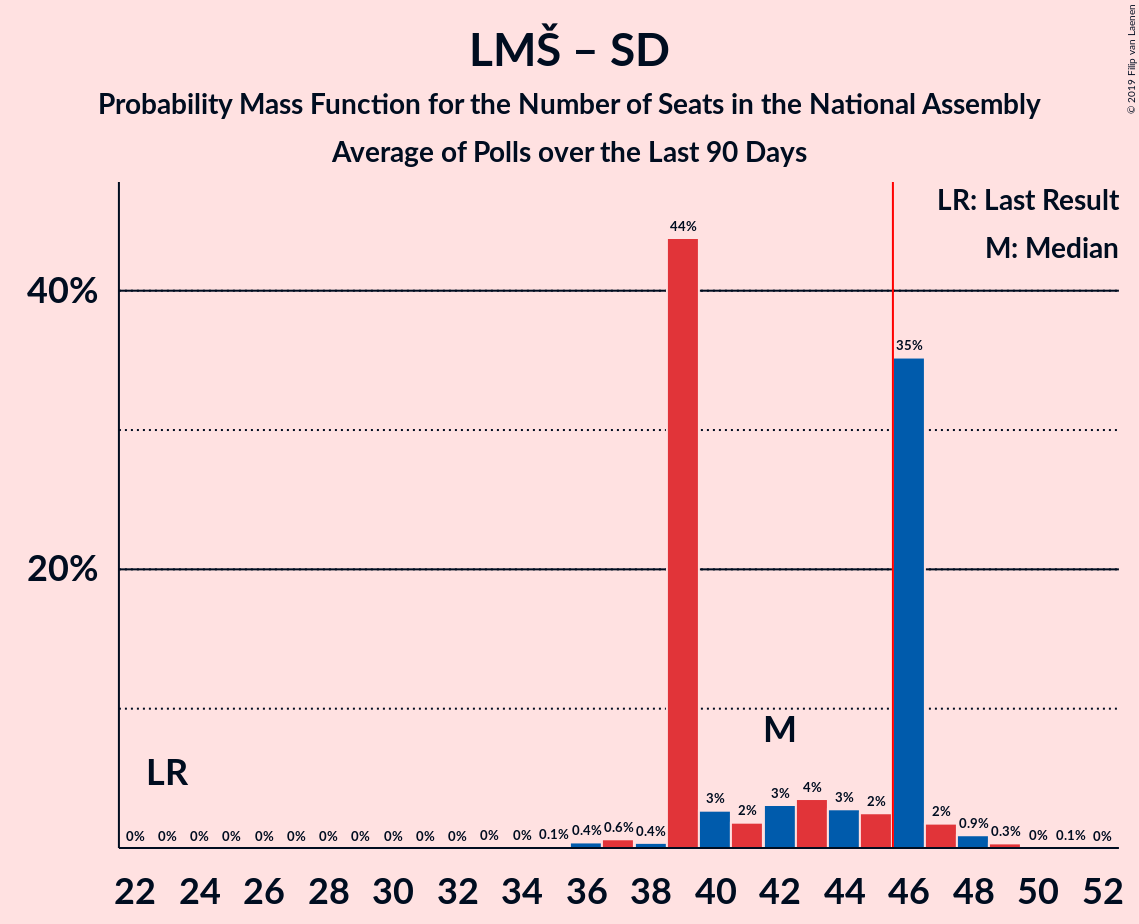 LMŠ – SD
Probability Mass Function for the Number of Seats in the National Assembly
Average of Polls over the Last 90 Days
© 2019 Filip van Laenen
LR: Last Result
M: Median
40%
20%
LR
M
0% 0% 0% 0% 0% 0% 0% 0% 0% 0% 0% 0% 0% 0.1% 0.4% 0.6% 0.4% 44% 3% 2% 3% 4% 3% 2% 35% 2% 0.9% 0.3% 0% 0.1% 0%
22 24 26 28 30 32 34 36 38 40 42 44 46 48 50 52